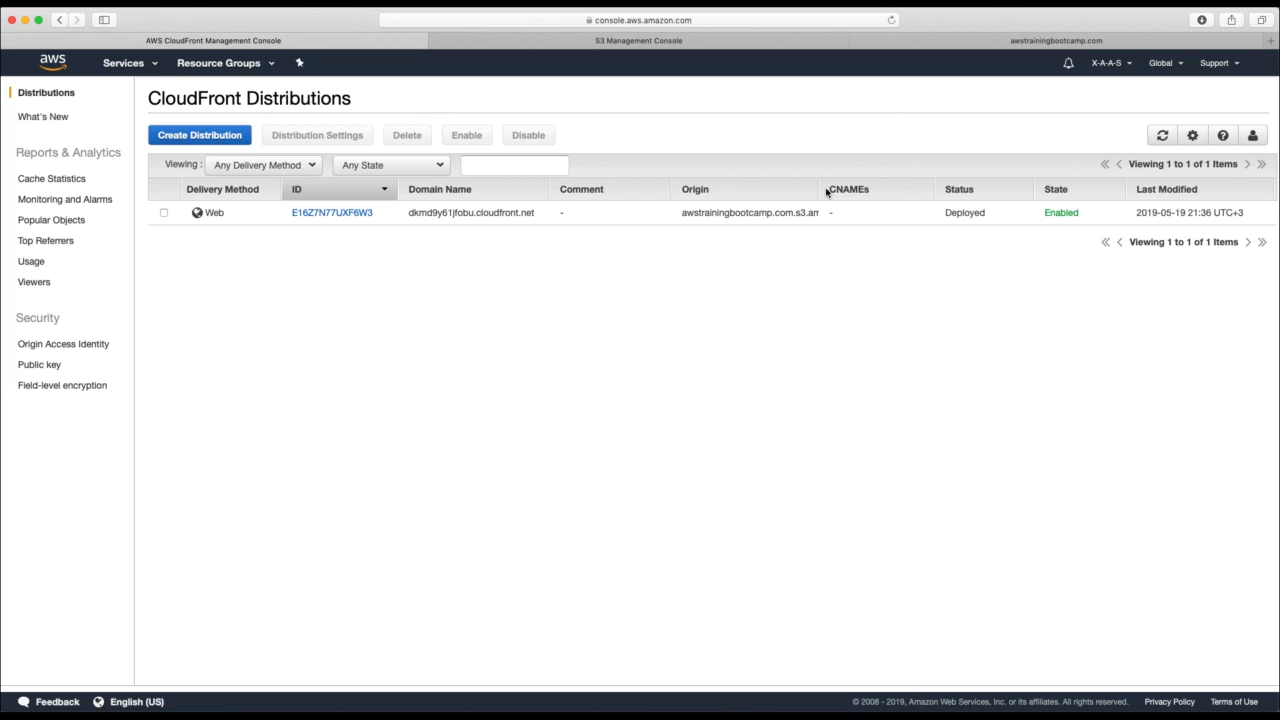 console.aws.amazon.com
AWS CloudFront Management Console
S3 Management Console
awstrainingbootcamp.com
aws
Services
Resource Groups
X-A-A-S
Global
Support
Distributions
What's New
Reports & Analytics
Cache Statistics
Monitoring and Alarms
Popular Objects
Top Referrers
Usage
Viewers
Security
Origin Access Identity
Public key
Field-level encryption
CloudFront Distributions
Create Distribution
Distribution Settings
Delete
Enable
Disable
Viewing : Any Delivery Method Any State
Viewing 1 to 1 of 1 Items
Delivery Method ID Domain Name Comment Origin CNAMEs Status State Last Modified
Web E16Z7N77UXF6W3 dkmd9y61jfobu.cloudfront.net - awstrainingbootcamp.com.s3.am - Deployed Enabled 2019-05-19 21:36 UTC+3
Viewing 1 to 1 of 1 Items
Feedback
English (US)
© 2008 - 2019, Amazon Web Services, Inc. or its affiliates. All rights reserved.
Privacy Policy
Terms of Use